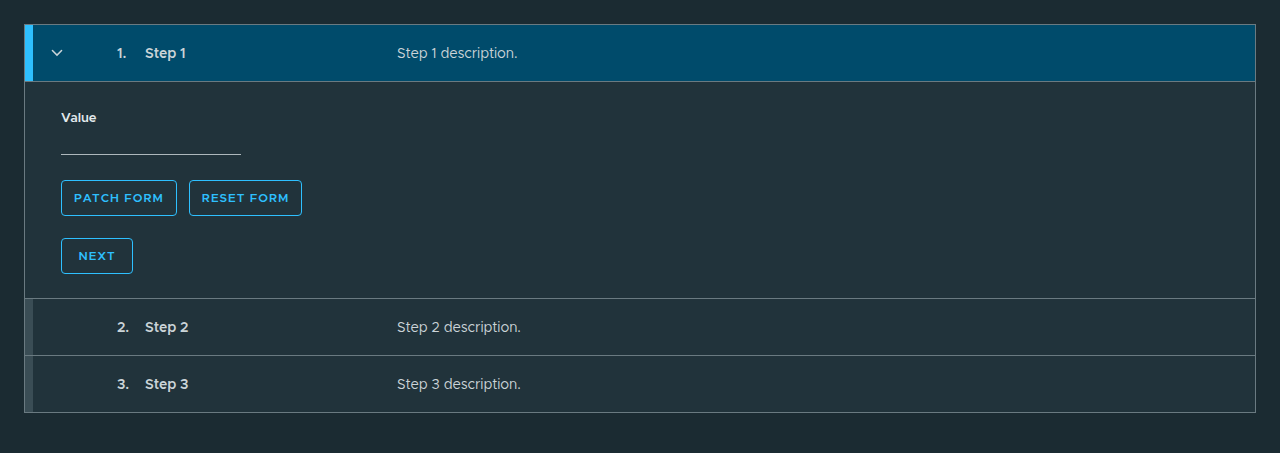 1. Step 1 Step 1 description.
Value
PATCH FORM RESET FORM
NEXT
2. Step 2 Step 2 description.
3. Step 3 Step 3 description.